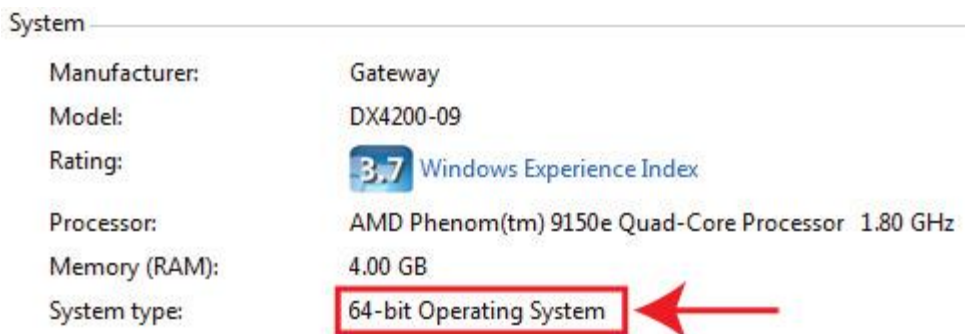 System
Manufacturer: Gateway
Model: DX4200-09
Rating: 3.7 Windows Experience Index
Processor: AMD Phenom(tm) 9150e Quad-Core Processor 1.80 GHz
Memory (RAM): 4.00 GB
System type: 64-bit Operating System